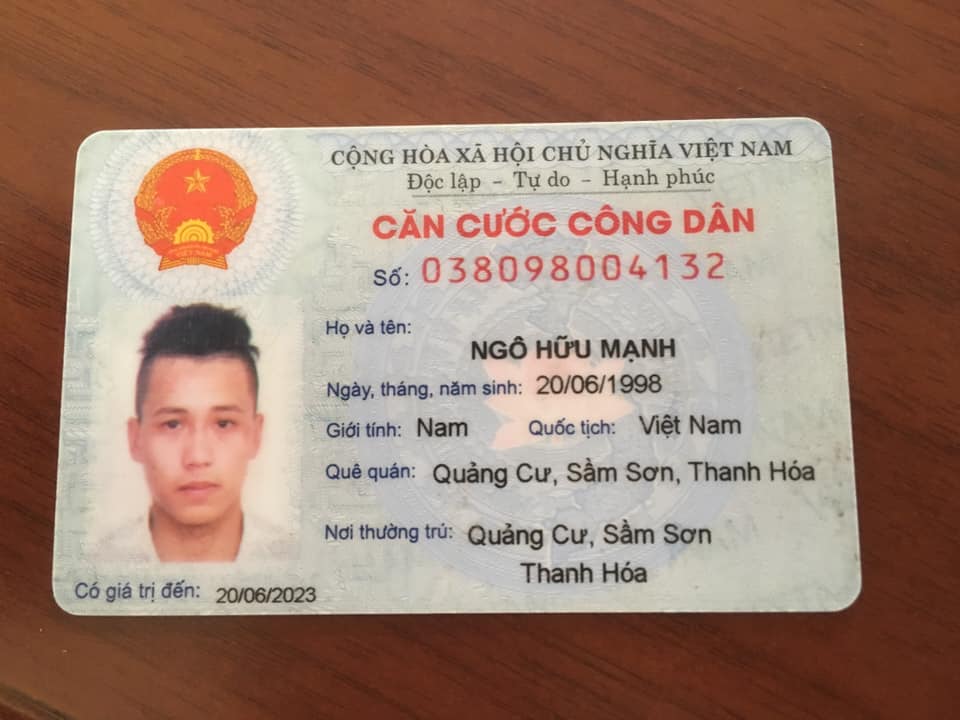 CỘNG HÒA XÃ HỘI CHỦ NGHĨA VIỆT NAM
Độc lập - Tự do - Hạnh phúc
CĂN CƯỚC CÔNG DÂN
Số: 038098004132
Họ và tên:
NGÔ HỮU MẠNH
Ngày, tháng, năm sinh: 20/06/1998
Giới tính: Nam Quốc tịch: Việt Nam
Quê quán: Quảng Cư, Sầm Sơn, Thanh Hóa
Nơi thường trú: Quảng Cư, Sầm Sơn
Thanh Hóa
Có giá trị đến: 20/06/2023
VIỆT NAM